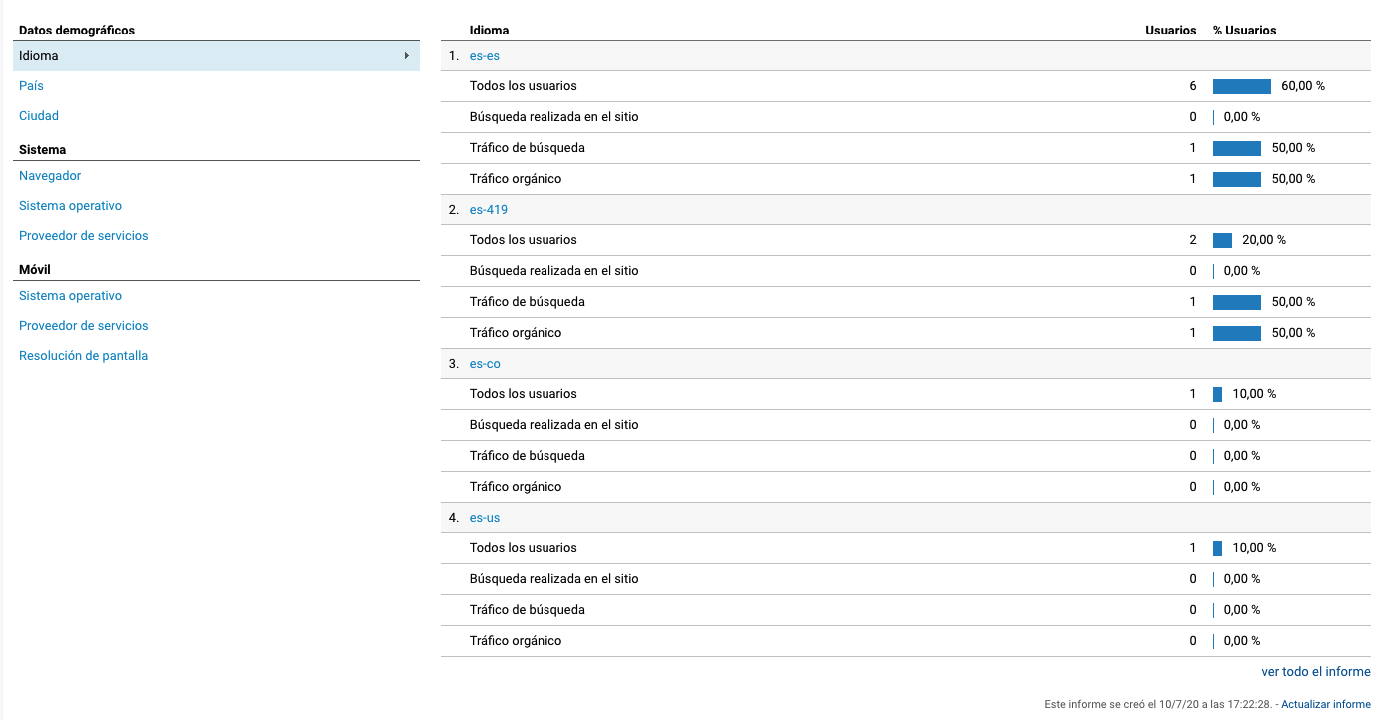 Datos demográficos
Idioma
País
Ciudad
Sistema
Navegador
Sistema operativo
Proveedor de servicios
Móvil
Sistema operativo
Proveedor de servicios
Resolución de pantalla
Idioma Usuarios % Usuarios
1. es-es
Todos los usuarios 6 60,00 %
Búsqueda realizada en el sitio 0 0,00 %
Tráfico de búsqueda 1 50,00 %
Tráfico orgánico 1 50,00 %
2. es-419
Todos los usuarios 2 20,00 %
Búsqueda realizada en el sitio 0 0,00 %
Tráfico de búsqueda 1 50,00 %
Tráfico orgánico 1 50,00 %
3. es-co
Todos los usuarios 1 10,00 %
Búsqueda realizada en el sitio 0 0,00 %
Tráfico de búsqueda 0 0,00 %
Tráfico orgánico 0 0,00 %
4. es-us
Todos los usuarios 1 10,00 %
Búsqueda realizada en el sitio 0 0,00 %
Tráfico de búsqueda 0 0,00 %
Tráfico orgánico 0 0,00 %
ver todo el informe
Este informe se creó el 10/7/20 a las 17:22:28. - Actualizar informe